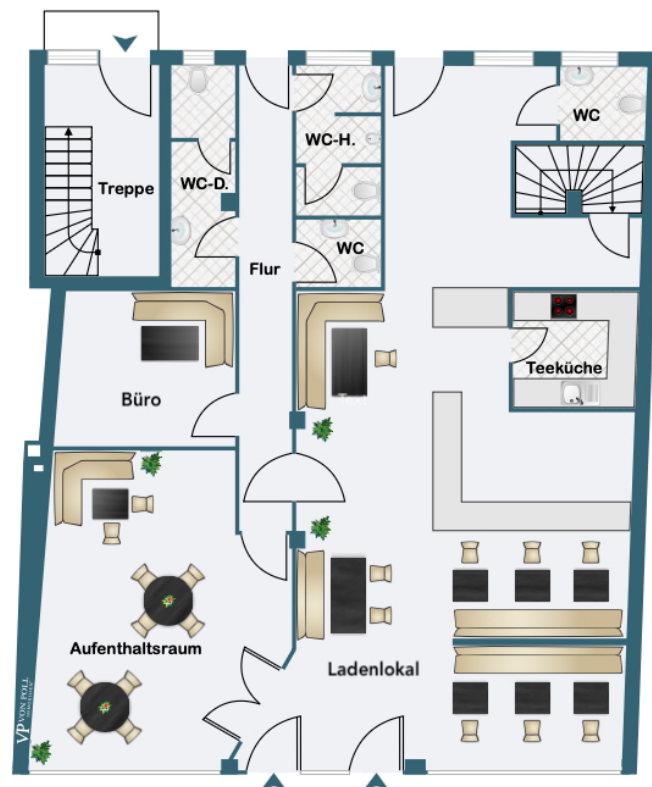 Treppe
WC-D.
WC-H.
WC
WC
Flur
Teeküche
Büro
Aufenthaltsraum
Ladenlokal
VP VON POLL